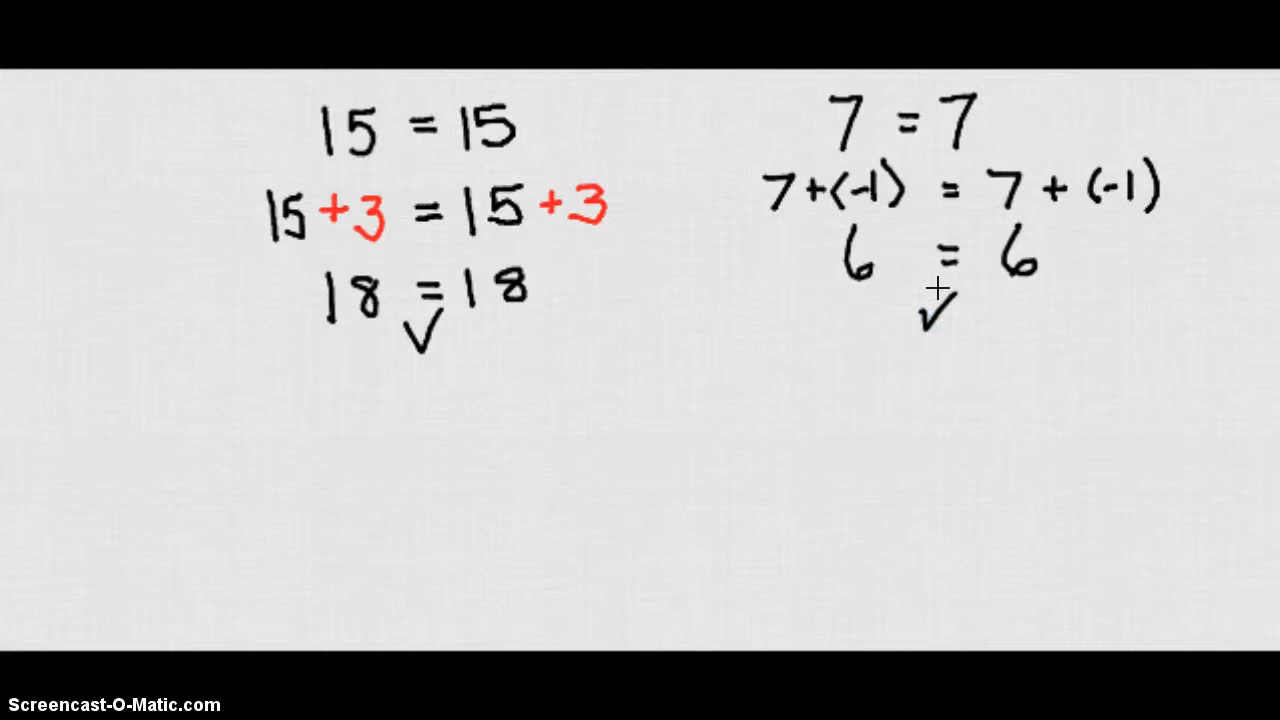 15 = 15
15 + 3 = 15 + 3
18 = 18
✓
7 = 7
7 + (-1) = 7 + (-1)
6 = 6
✓
Screencast-O-Matic.com